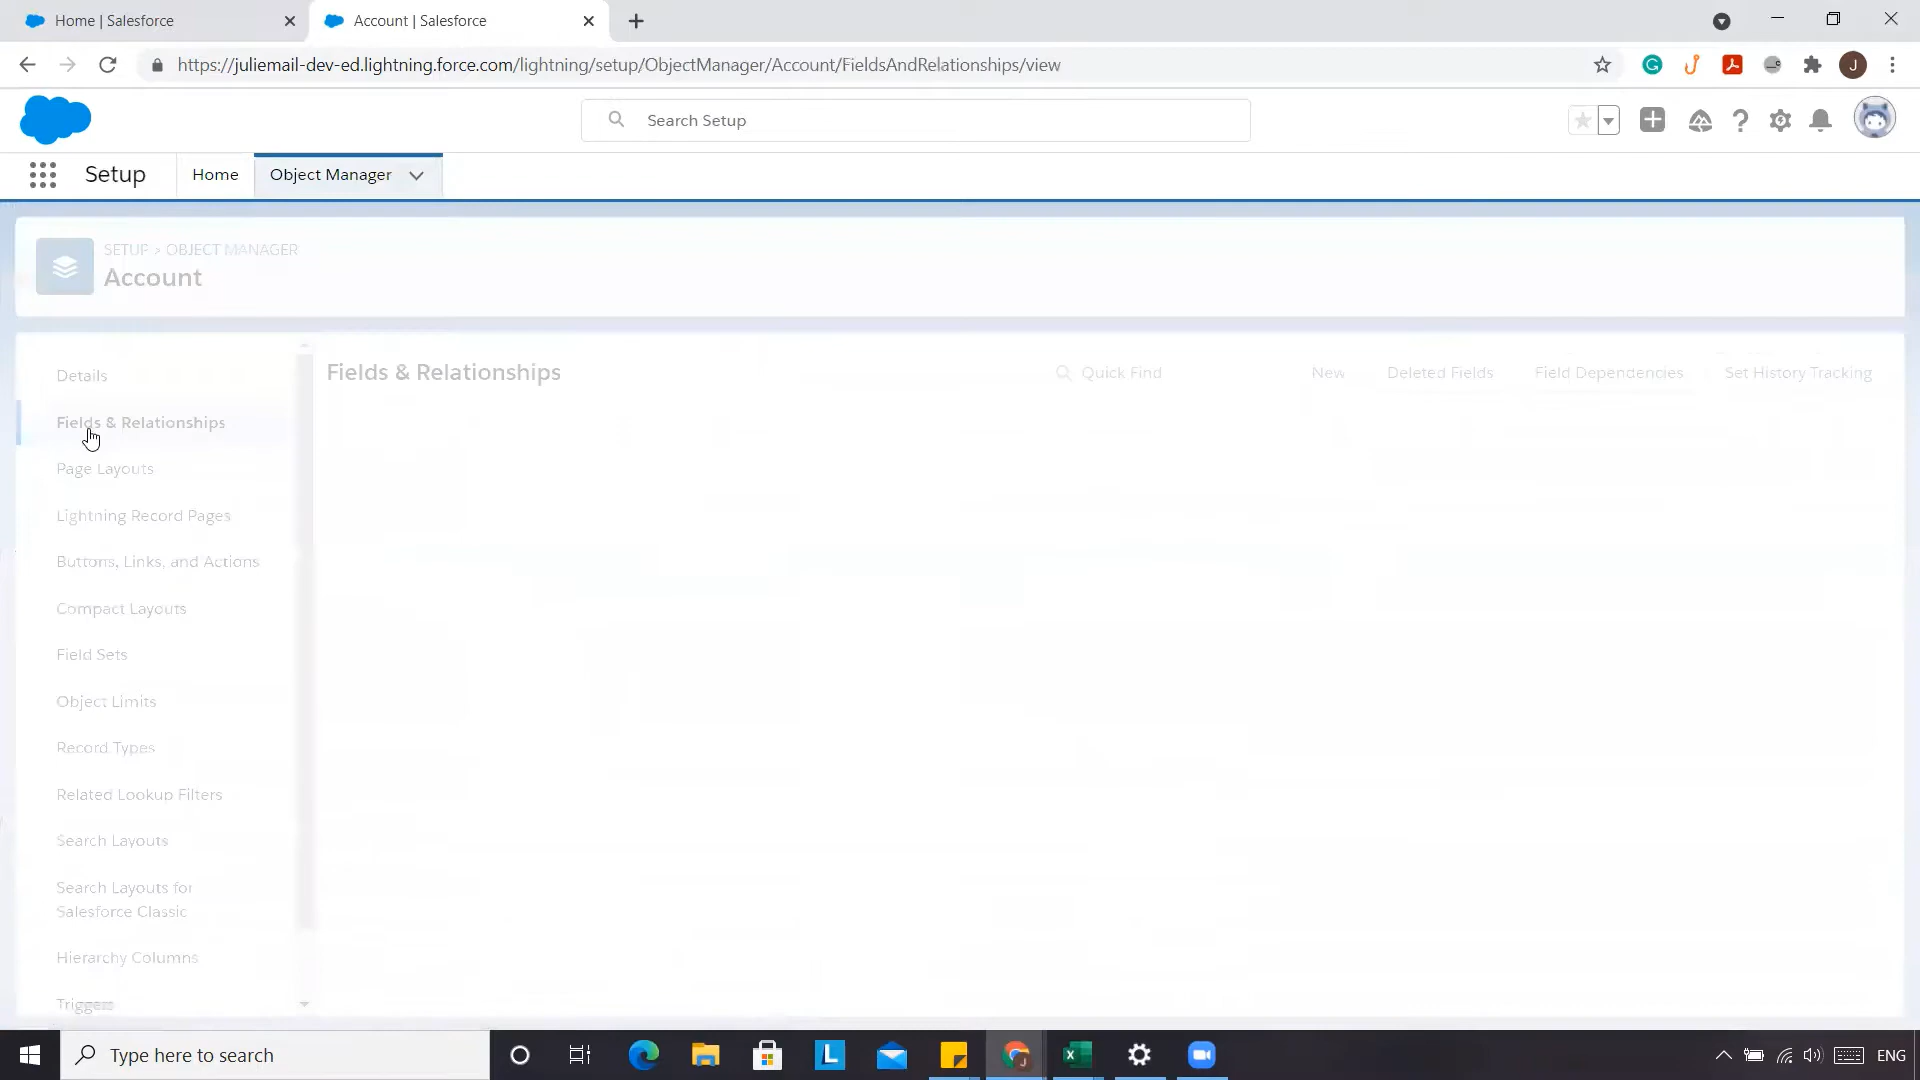 Home | Salesforce
Account | Salesforce
https://juliemail-dev-ed.lightning.force.com/lightning/setup/ObjectManager/Account/FieldsAndRelationships/view
J
Search Setup
Setup
Home
Object Manager
SETUP > OBJECT MANAGER
Account
Details
Fields & Relationships
Page Layouts
Lightning Record Pages
Buttons, Links, and Actions
Compact Layouts
Field Sets
Object Limits
Record Types
Related Lookup Filters
Search Layouts
Search Layouts for
Salesforce Classic
Hierarchy Columns
Triggers
Fields & Relationships
Quick Find
New
Deleted Fields
Field Dependencies
Set History Tracking
Type here to search
L
ENG